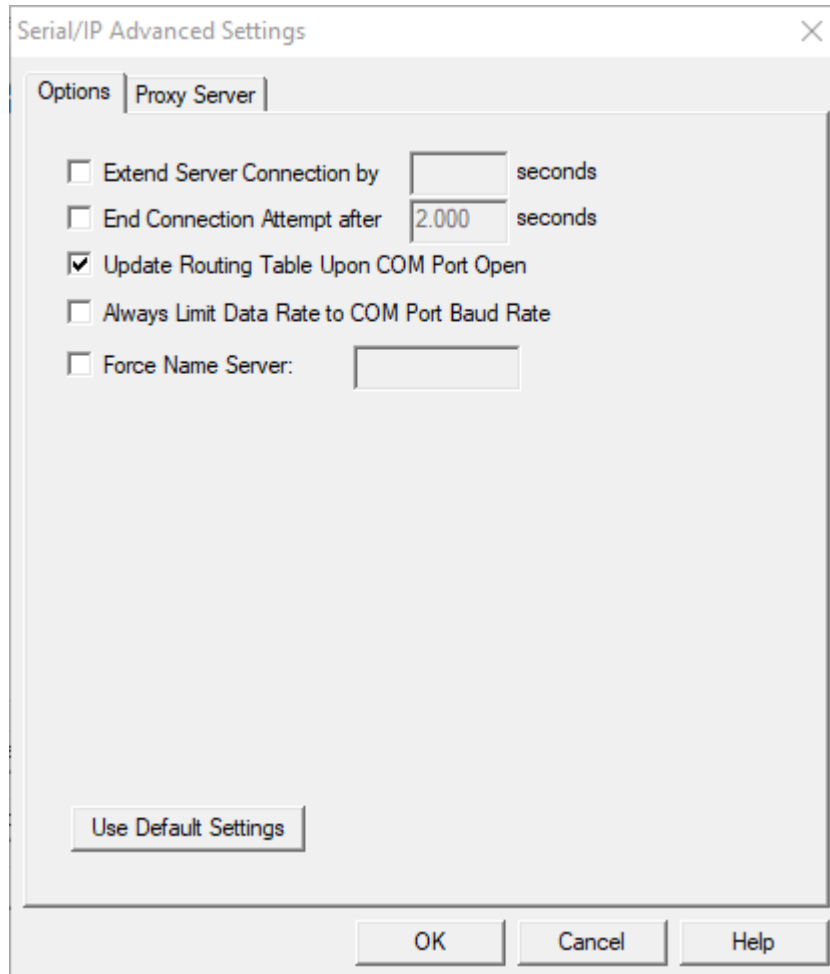 Serial/IP Advanced Settings
Options Proxy Server
Extend Server Connection by seconds
End Connection Attempt after 2.000 seconds
Update Routing Table Upon COM Port Open
Always Limit Data Rate to COM Port Baud Rate
Force Name Server:
Use Default Settings
OK Cancel Help